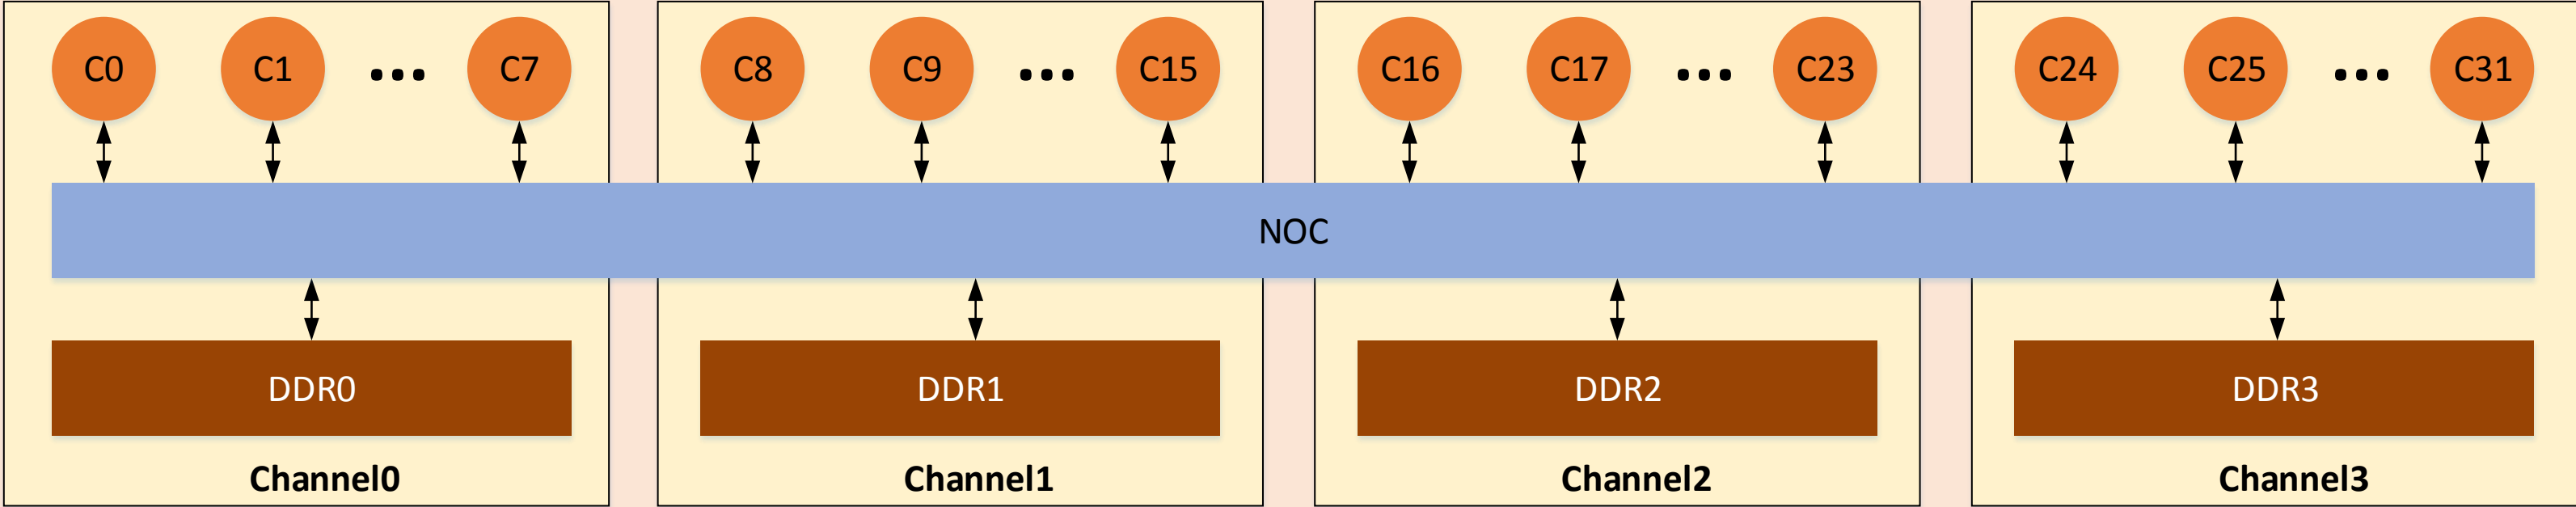 C0 C1 ... C7 C8 C9 ... C15 C16 C17 ... C23 C24 C25 ... C31
NOC
DDR0 DDR1 DDR2 DDR3
Channel0 Channel1 Channel2 Channel3